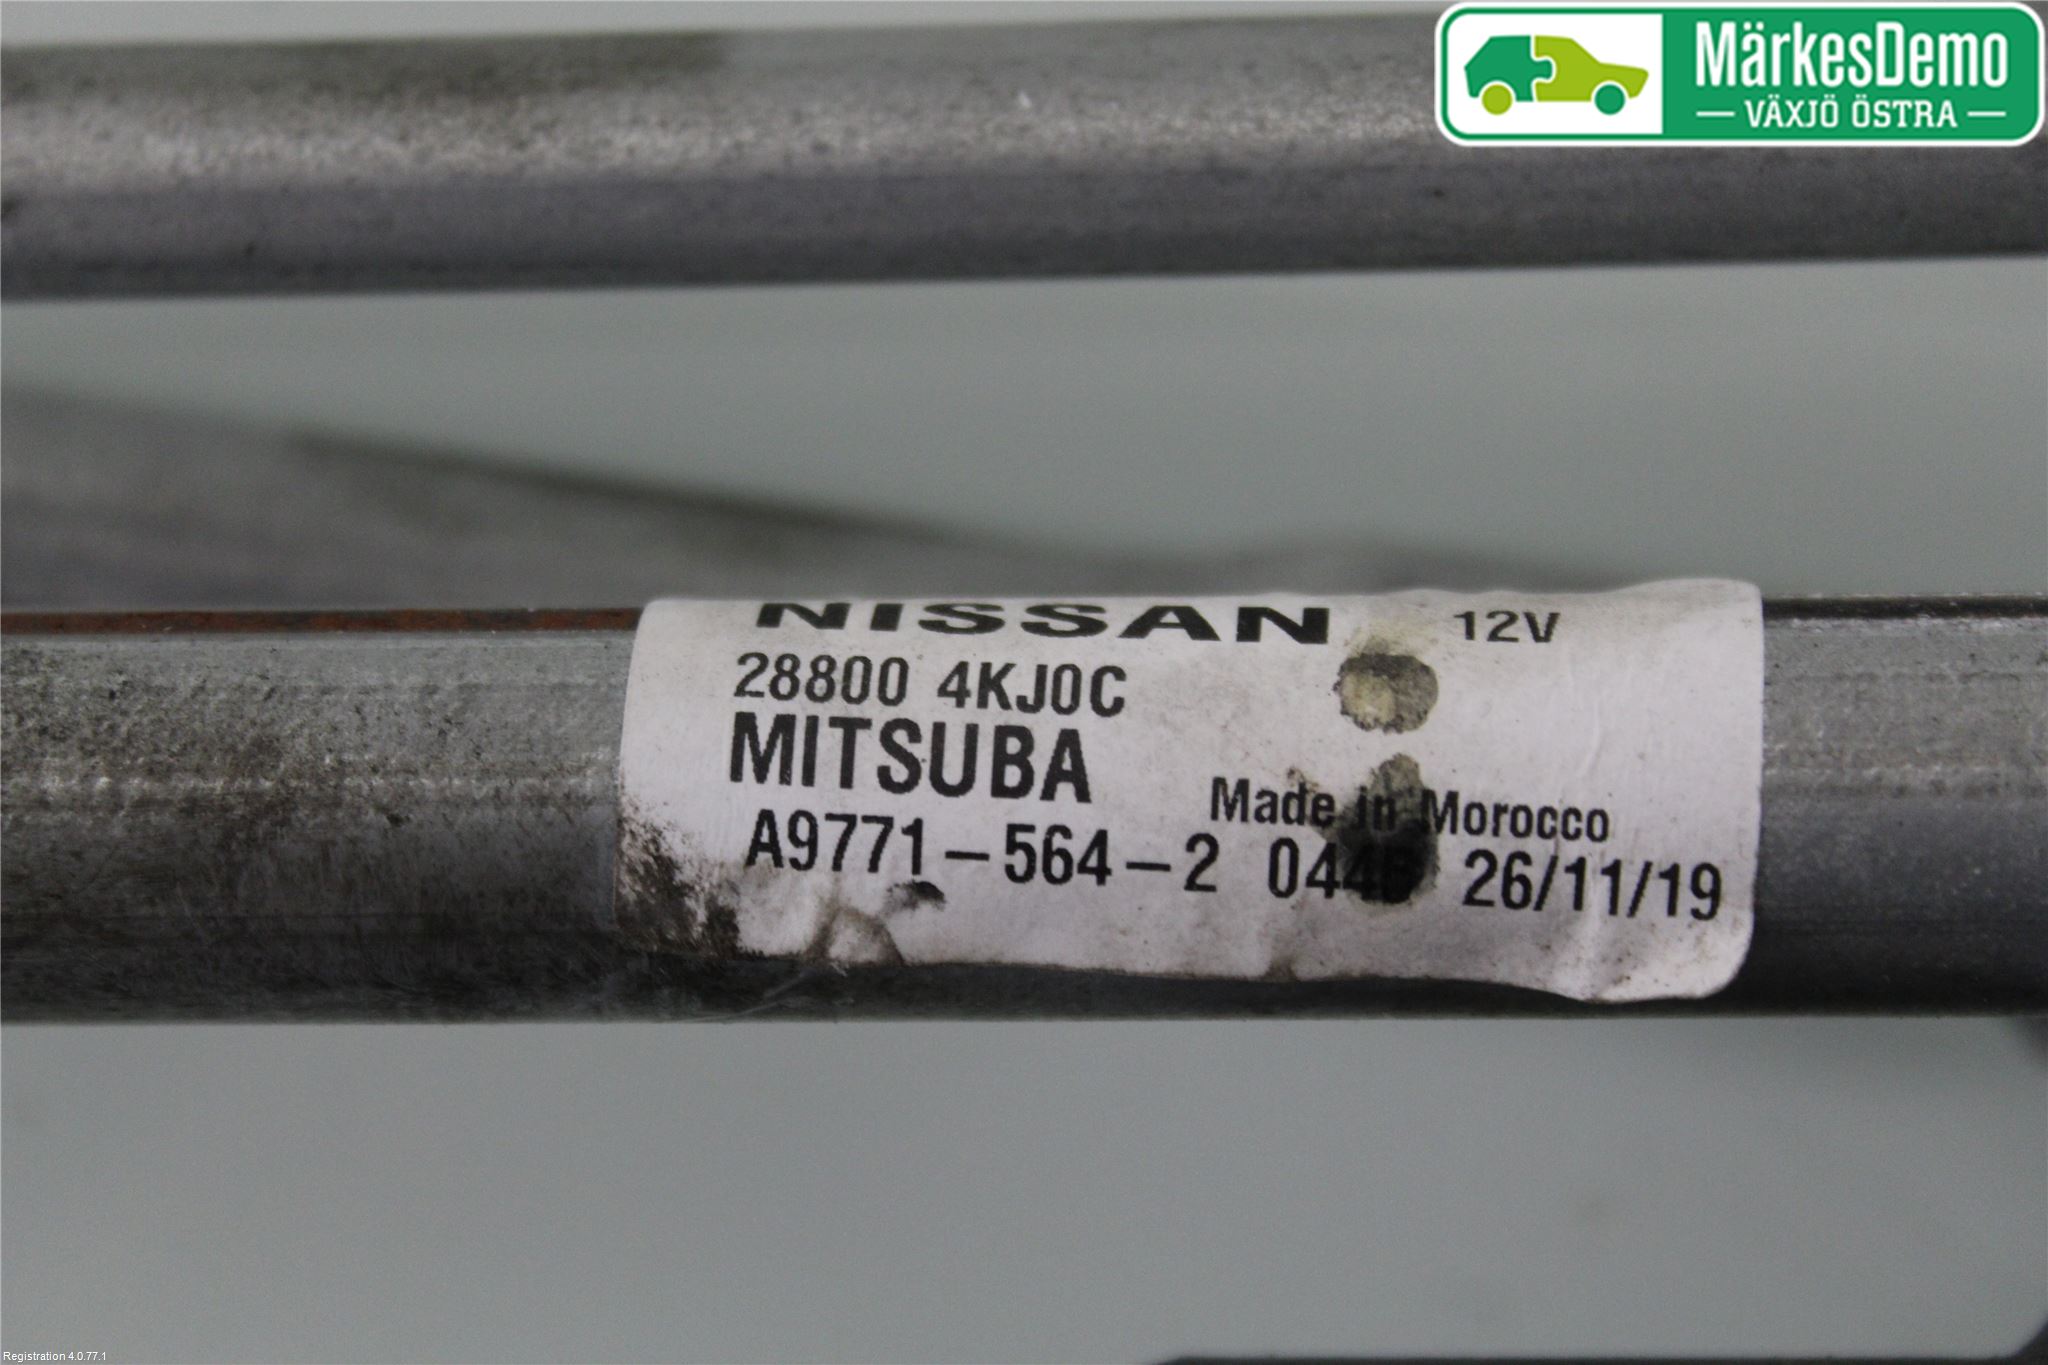 MärkesDemo
VÄXJÖ ÖSTRA
NISSAN 12V
28800 4KJ0C
MITSUBA
Made in Morocco
A9771-564-2 26/11/19
Registration 4.0.77.1